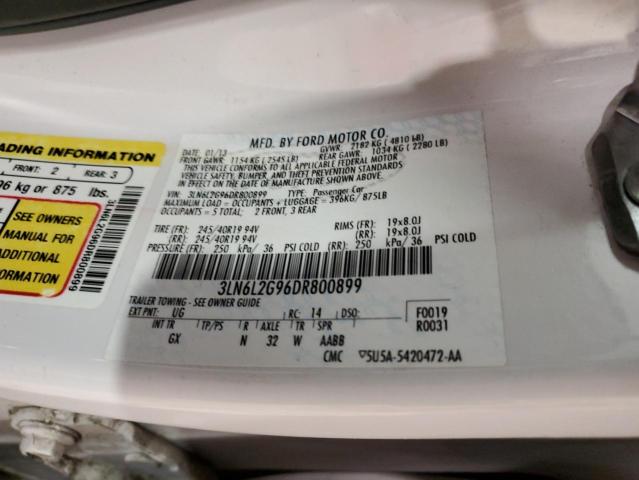 ADING INFORMATION
FRONT: 2 REAR: 3
96 kg or 875 lbs.
SEE OWNERS
MANUAL FOR
ADDITIONAL
INFORMATION
3LN6L2G96DR800899
MFD. BY FORD MOTOR CO.
DATE: 01/13 GVWR: 2182 KG (4810 LB)
FRONT GAWR: 1154 KG (2545 LB) REAR GAWR: 1034 KG (2280 LB)
THIS VEHICLE CONFORMS TO ALL APPLICABLE FEDERAL MOTOR
VEHICLE SAFETY, BUMPER, AND THEFT PREVENTION STANDARDS
IN EFFECT ON THE DATE OF MANUFACTURE SHOWN ABOVE.
VIN: 3LN6L2G96DR800899 TYPE: Passenger Car
MAXIMUM LOAD = OCCUPANTS + LUGGAGE = 396KG / 875LB
OCCUPANTS = 5 TOTAL: 2 FRONT, 3 REAR
TIRE (FR): 245/40R19 94V RIMS (FR): 19x8.0J
(RR): 245/40R19 94V (RR): 19x8.0J
PRESSURE (FR): 250 kPa/ 36 PSI COLD (RR): 250 kPa/ 36 PSI COLD
3LN6L2G96DR800899
TRAILER TOWING - SEE OWNER GUIDE
EXT PNT: UG RC: 14 DSO: F0019
R0031
INT TR TP/PS R AXLE TR SPR
GX N 32 W AABB
CMC 5U5A-5420472-AA